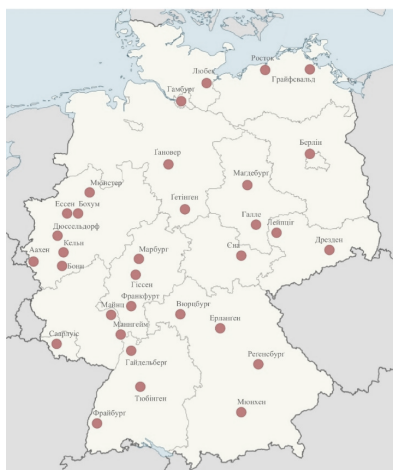 Любек
Росток
Грайфсвальд
Гамбург
Берлін
Ганновер
Магдебург
Мюнстер
Гетінген
Ессен
Бохум
Галле
Лейпціг
Дюссельдорф
Дрезден
Кельн
Марбург
Єна
Аахен
Бонн
Гіссен
Франкфурт
Майнц
Вюрцбург
Ерланген
Саарлуїс
Маннгейм
Гайдельберг
Регенсбург
Тюбінген
Мюнхен
Фрайбург